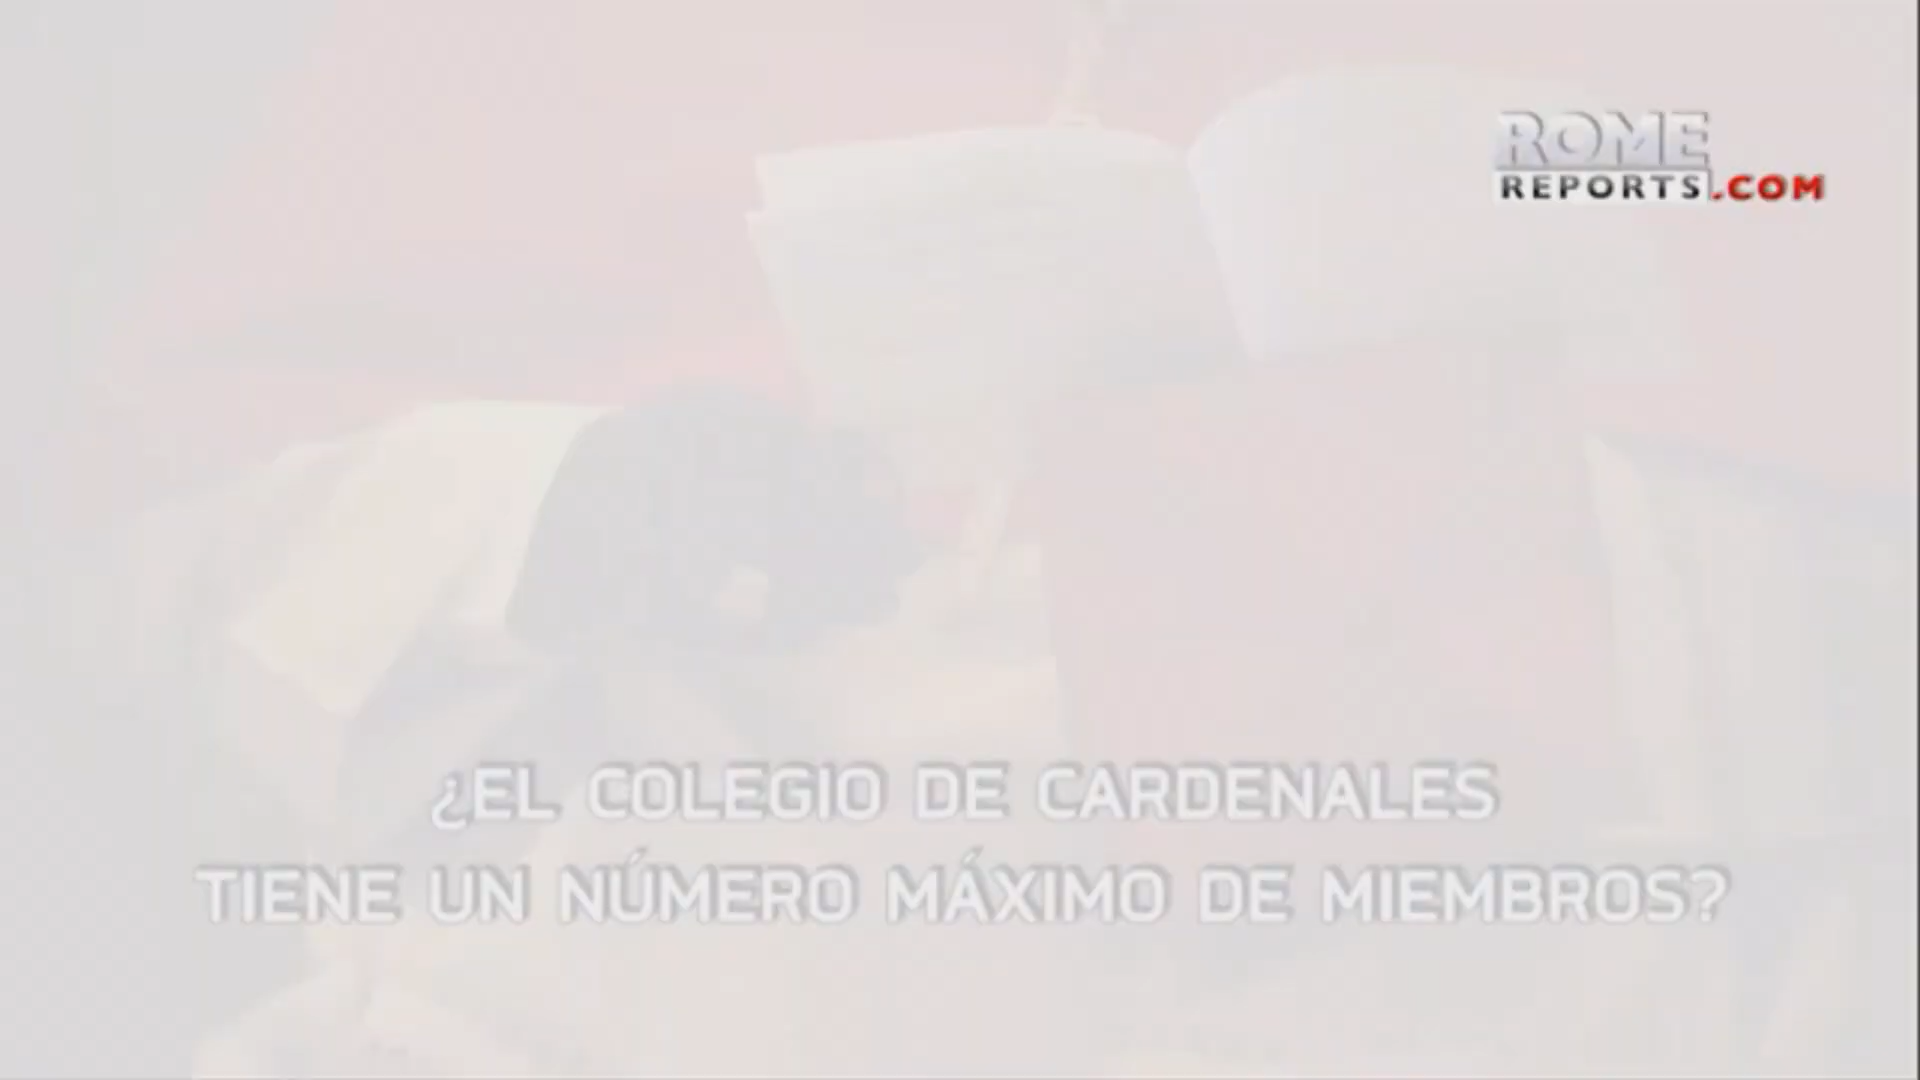 ROME
REPORTS.COM
¿EL COLEGIO DE CARDENALES
TIENE UN NÚMERO MÁXIMO DE MIEMBROS?